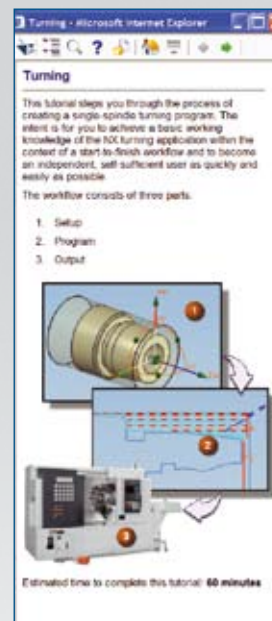 Turning - Microsoft Internet Explorer
Turning
This tutorial steps you through the process of
creating a single-spindle turning program. The
intent is for you to achieve a basic working
knowledge of the NX turning application within the
context of a start-to-finish workflow and to become
an independent, self-sufficient user as quickly and
easily as possible.
The workflow consists of three parts.
1. Setup
2. Program
3. Output
1
2
3
Estimated time to complete this tutorial: 60 minutes